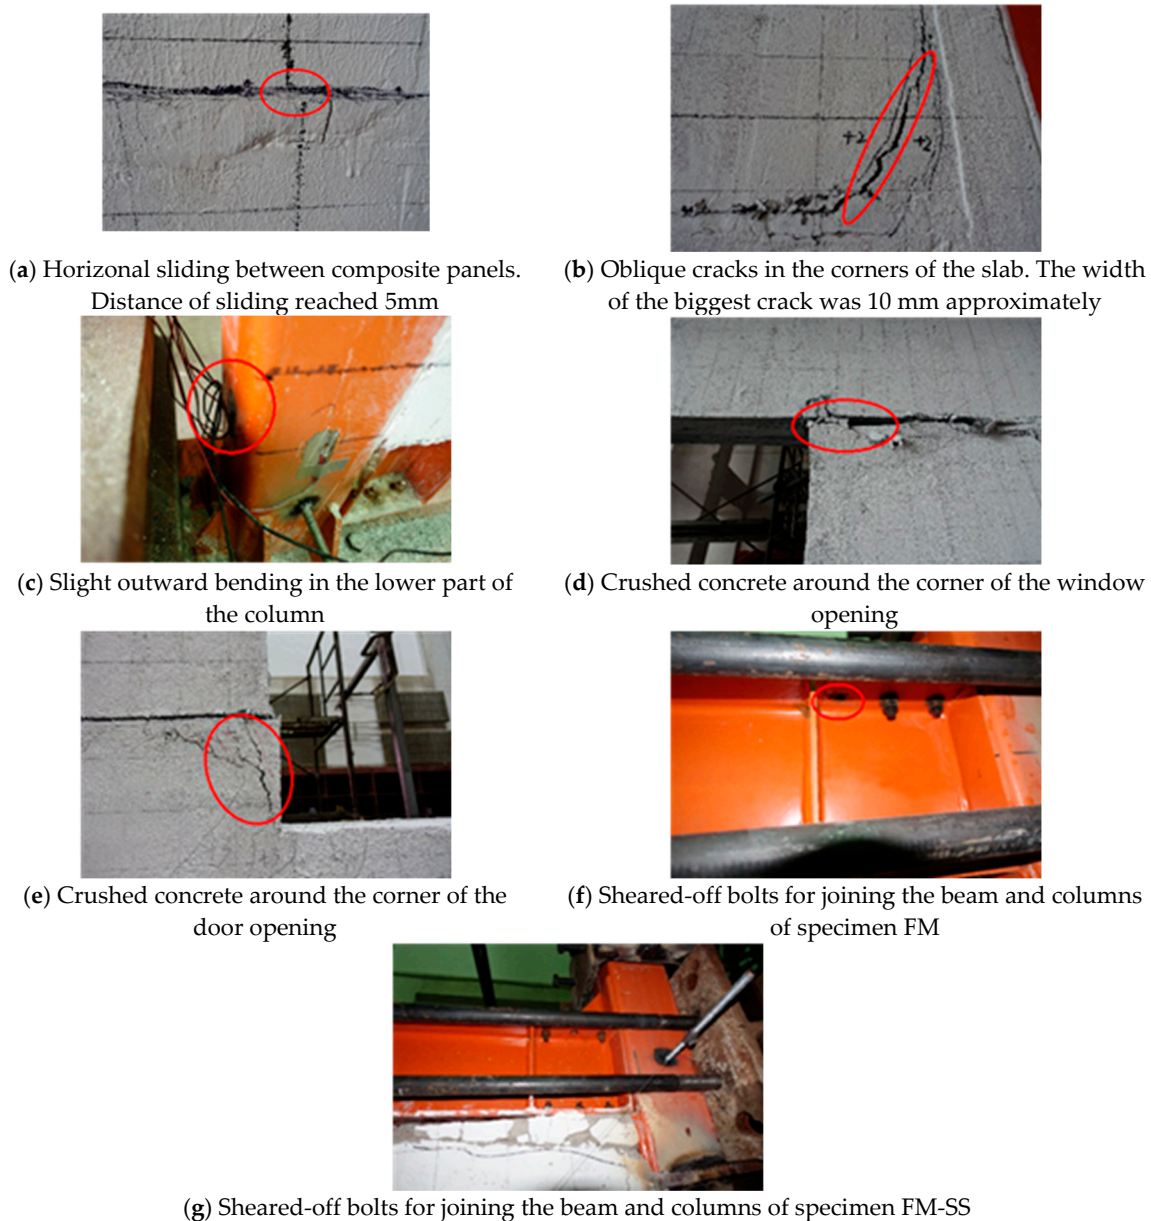 +2
+2
(a) Horizonal sliding between composite panels.
Distance of sliding reached 5mm
(b) Oblique cracks in the corners of the slab. The width
of the biggest crack was 10 mm approximately
(c) Slight outward bending in the lower part of
the column
(d) Crushed concrete around the corner of the window
opening
(e) Crushed concrete around the corner of the
door opening
(f) Sheared-off bolts for joining the beam and columns
of specimen FM
(g) Sheared-off bolts for joining the beam and columns of specimen FM-SS